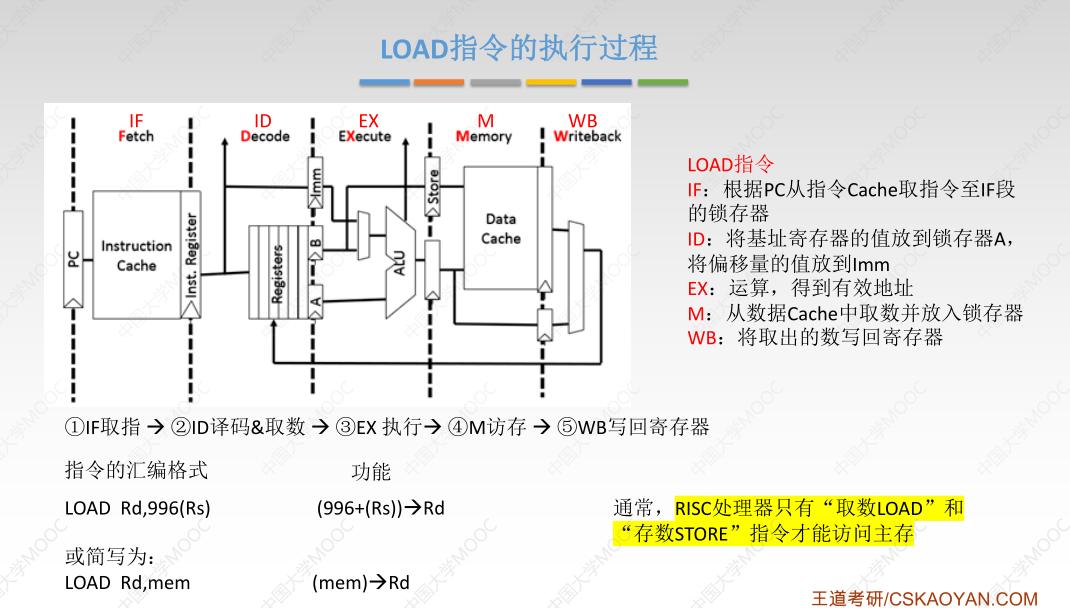 LOAD指令的执行过程
IF ID EX M WB
Fetch Decode EXecute Memory Writeback
PC
Instruction
Cache
Inst. Register
Registers
Imm
B
A
ALU
Store
Data
Cache
LOAD指令
IF：根据PC从指令Cache取指令至IF段
的锁存器
ID：将基址寄存器的值放到锁存器A，
将偏移量的值放到Imm
EX：运算，得到有效地址
M：从数据Cache中取数并放入锁存器
WB：将取出的数写回寄存器
①IF取指 → ②ID译码&取数 → ③EX 执行→ ④M访存 → ⑤WB写回寄存器
指令的汇编格式 功能
LOAD Rd,996(Rs) (996+(Rs))→Rd
或简写为：
LOAD Rd,mem (mem)→Rd
通常，RISC处理器只有“取数LOAD”和
“存数STORE”指令才能访问主存
王道考研/CSKAOYAN.COM
中国大学MOOC